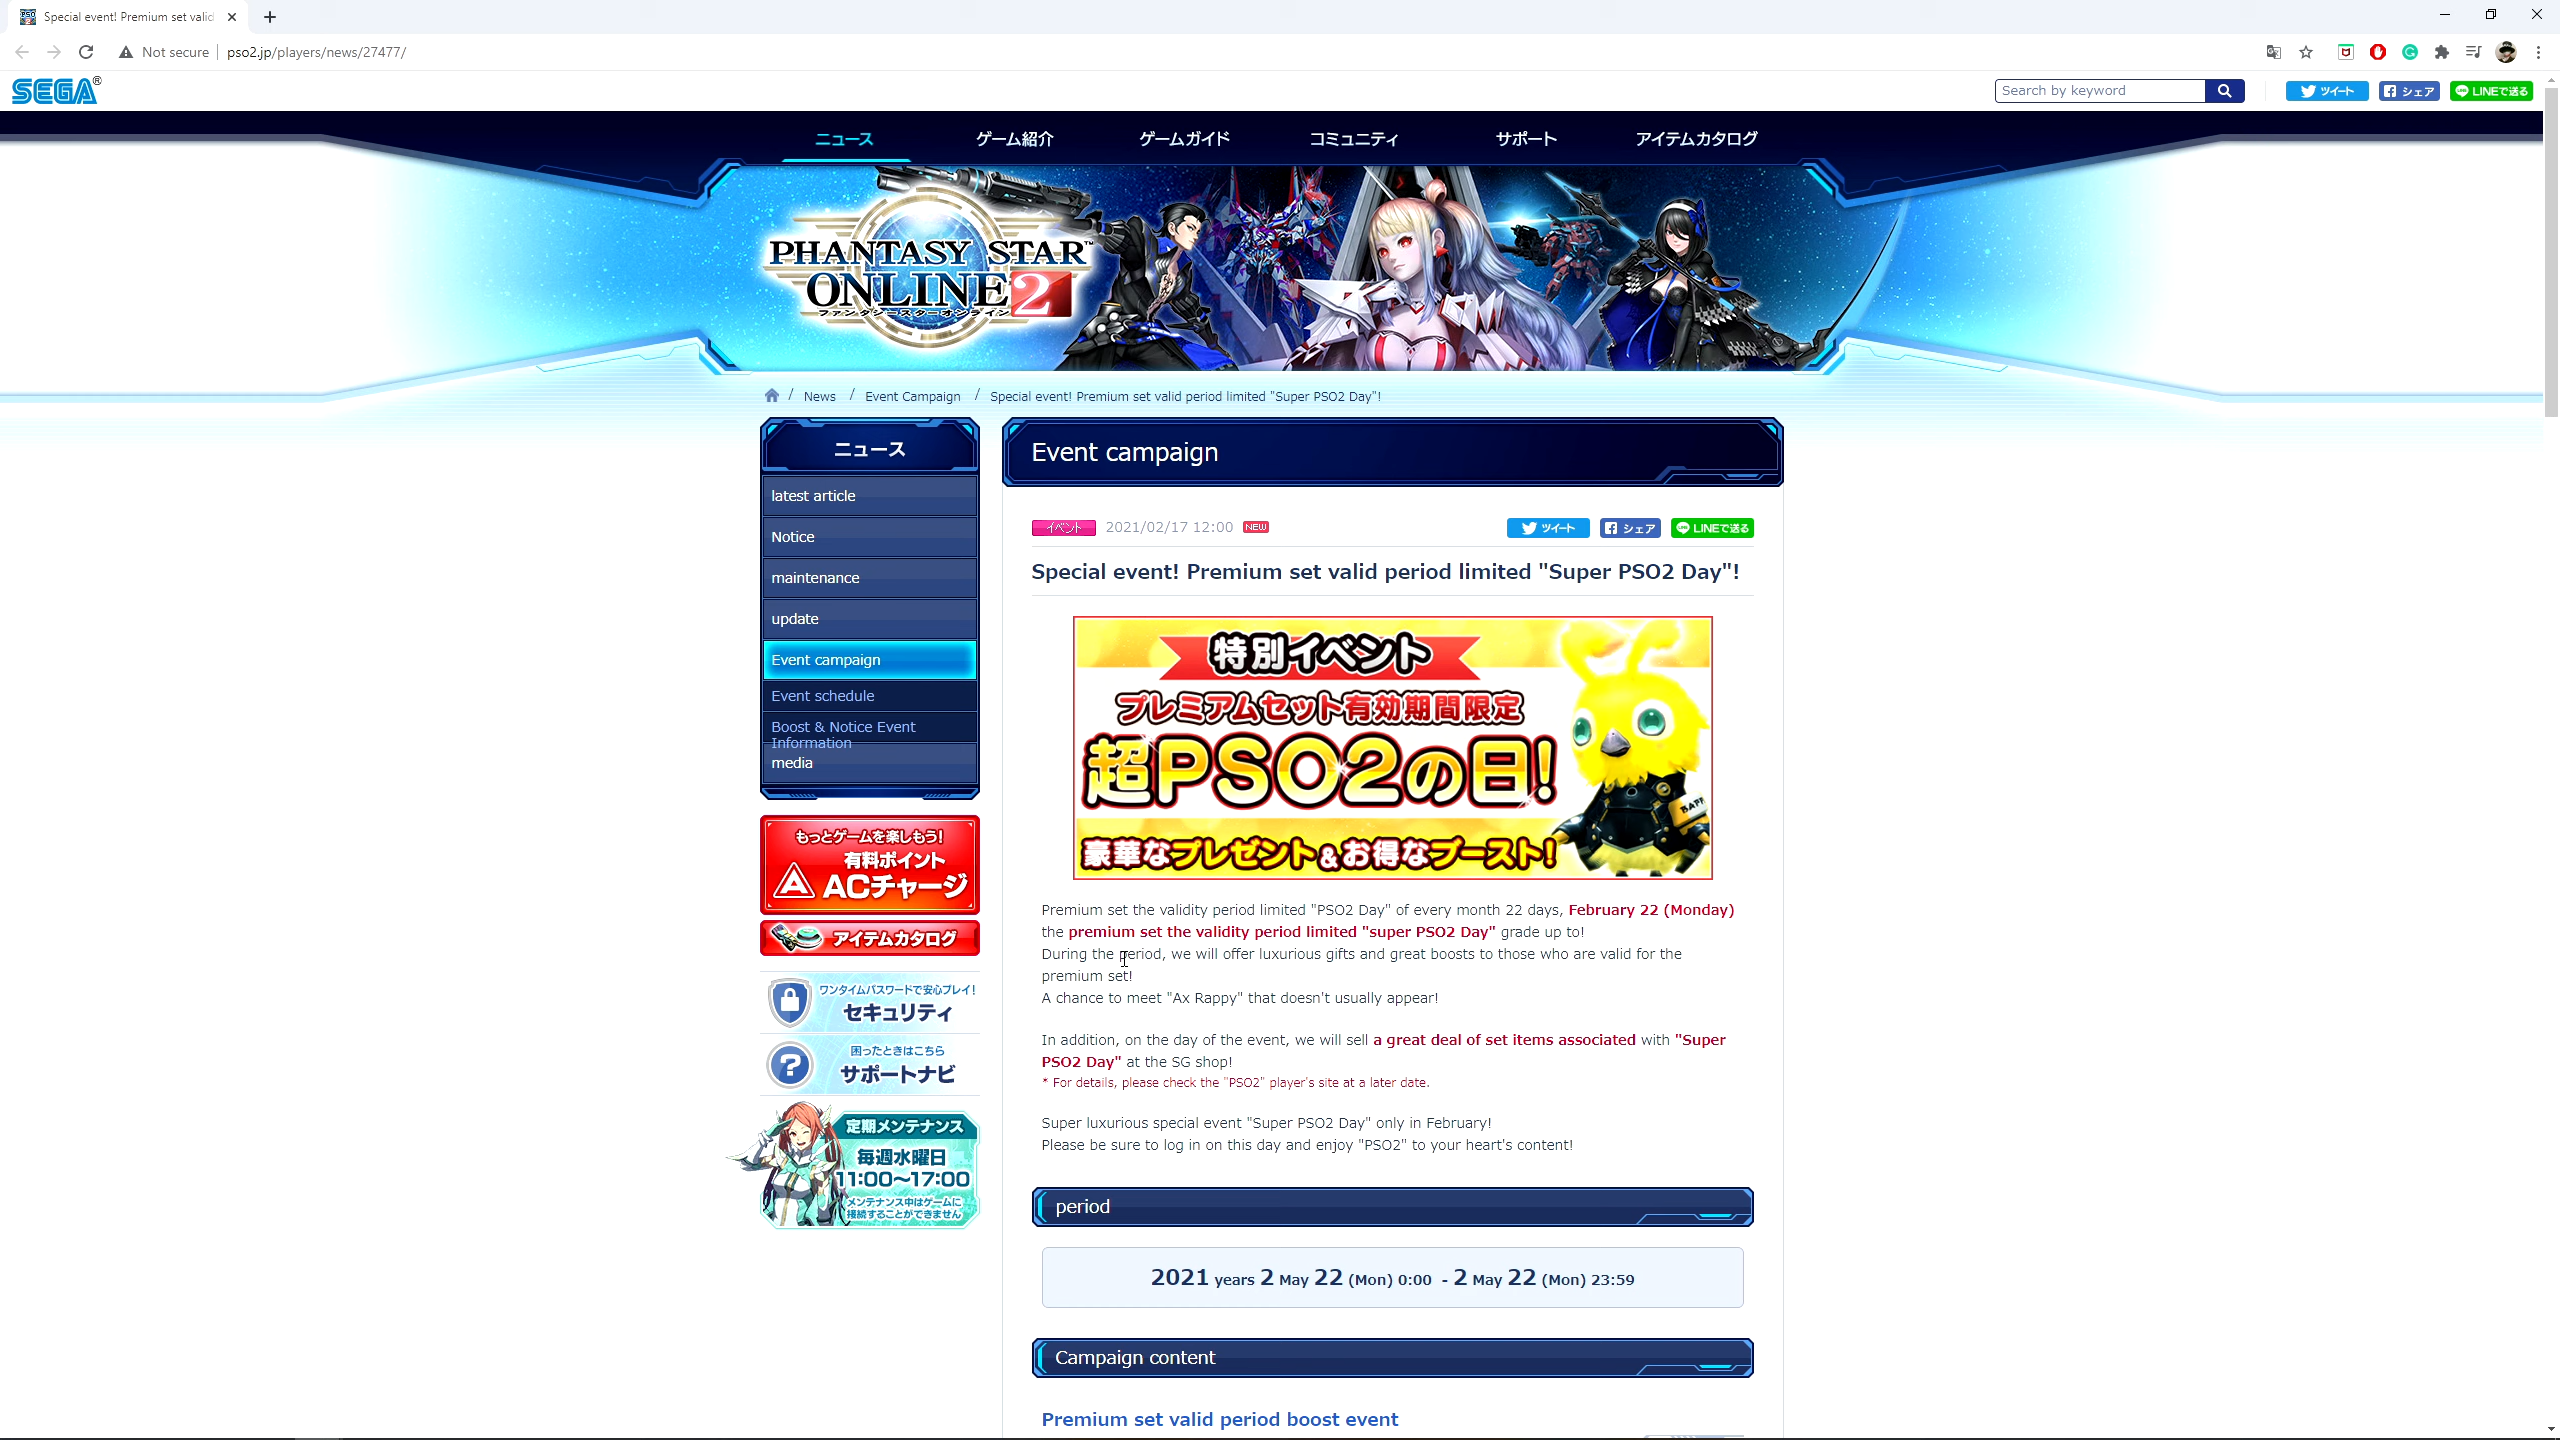 Special event! Premium set valid
Not secure
pso2.jp/players/news/27477/
SEGA®
Search by keyword
ツイート
シェア
LINEで送る
ニュース
ゲーム紹介
ゲームガイド
コミュニティ
サポート
アイテムカタログ
PHANTASY STAR™
ONLINE 2
ファンタシースターオンライン
News / Event Campaign / Special event! Premium set valid period limited "Super PSO2 Day"!
ニュース
latest article
Notice
maintenance
update
Event campaign
Event schedule
Boost & Notice Event
Information
media
もっとゲームを楽しもう!
有料ポイント
ACチャージ
アイテムカタログ
ワンタイムパスワードで安心プレイ!
セキュリティ
困ったときはこちら
サポートナビ
定期メンテナンス
毎週水曜日
11:00~17:00
メンテナンス中はゲームに
接続することができません
Event campaign
イベント 2021/02/17 12:00 NEW
ツイート
シェア
LINEで送る
Special event! Premium set valid period limited "Super PSO2 Day"!
特別イベント
プレミアムセット有効期間限定
超PSO2の日!
豪華なプレゼント&お得なブースト!
Premium set the validity period limited "PSO2 Day" of every month 22 days, February 22 (Monday)
the premium set the validity period limited "super PSO2 Day" grade up to!
During the period, we will offer luxurious gifts and great boosts to those who are valid for the
premium set!
A chance to meet "Ax Rappy" that doesn't usually appear!
In addition, on the day of the event, we will sell a great deal of set items associated with "Super
PSO2 Day" at the SG shop!
* For details, please check the "PSO2" player's site at a later date.
Super luxurious special event "Super PSO2 Day" only in February!
Please be sure to log in on this day and enjoy "PSO2" to your heart's content!
period
2021 years 2 May 22 (Mon) 0:00 - 2 May 22 (Mon) 23:59
Campaign content
Premium set valid period boost event